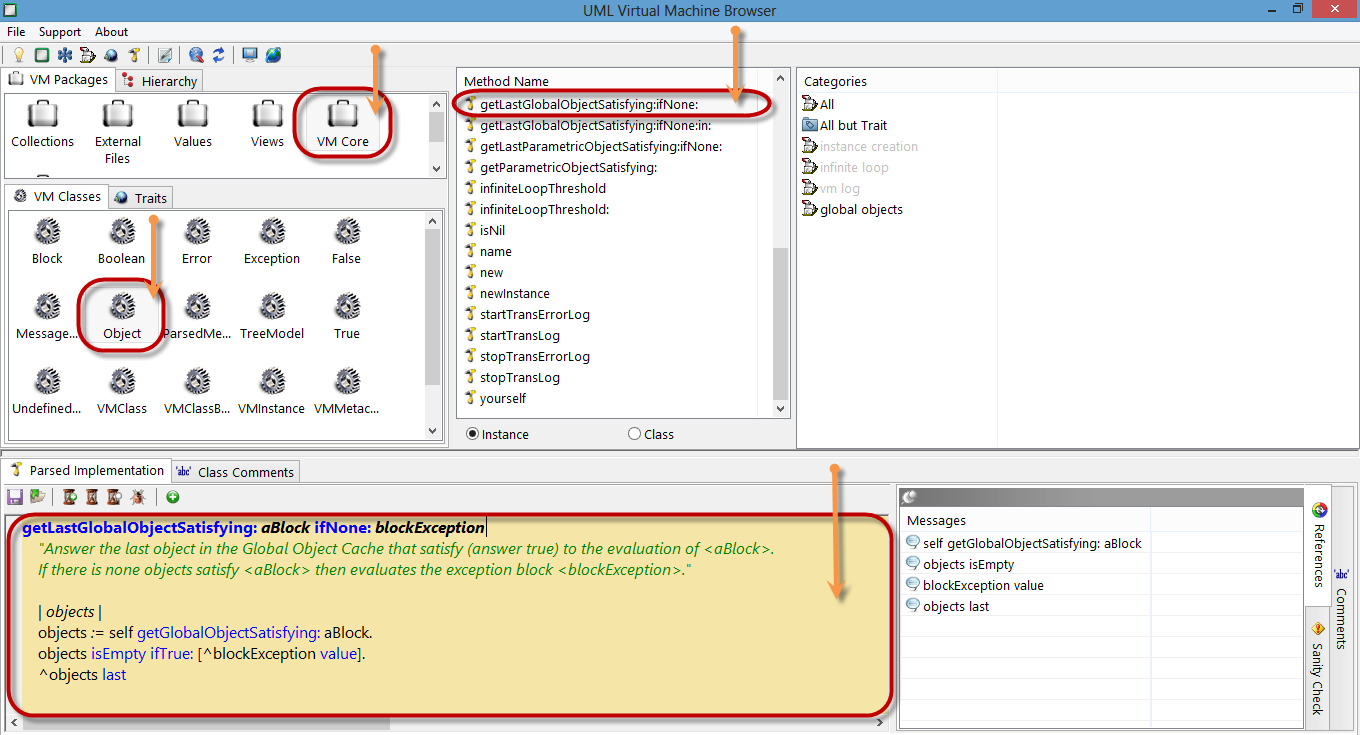 UML Virtual Machine Browser
File Support About
VM Packages Hierarchy
Collections
External
Files
Values
Views
VM Core
VM Classes Traits
Block
Boolean
Error
Exception
False
Message...
Object
ParsedMe...
TreeModel
True
Undefined...
VMClass
VMClassB...
VMInstance
VMMetac...
Method Name
getLastGlobalObjectSatisfying:ifNone:
getLastGlobalObjectSatisfying:ifNone:in:
getLastParametricObjectSatisfying:ifNone:
getParametricObjectSatisfying:
infiniteLoopThreshold
infiniteLoopThreshold:
isNil
name
new
newInstance
startTransErrorLog
startTransLog
stopTransErrorLog
stopTransLog
yourself
Instance Class
Categories
All
All but Trait
instance creation
infinite loop
vm log
global objects
Parsed Implementation 'abc' Class Comments
getLastGlobalObjectSatisfying: aBlock ifNone: blockException
"Answer the last object in the Global Object Cache that satisfy (answer true) to the evaluation of <aBlock>.
If there is none objects satisfy <aBlock> then evaluates the exception block <blockException>."
| objects |
objects := self getGlobalObjectSatisfying: aBlock.
objects isEmpty ifTrue: [^blockException value].
^objects last
Messages
self getGlobalObjectSatisfying: aBlock
objects isEmpty
blockException value
objects last
References
Sanity Check
'abc' Comments